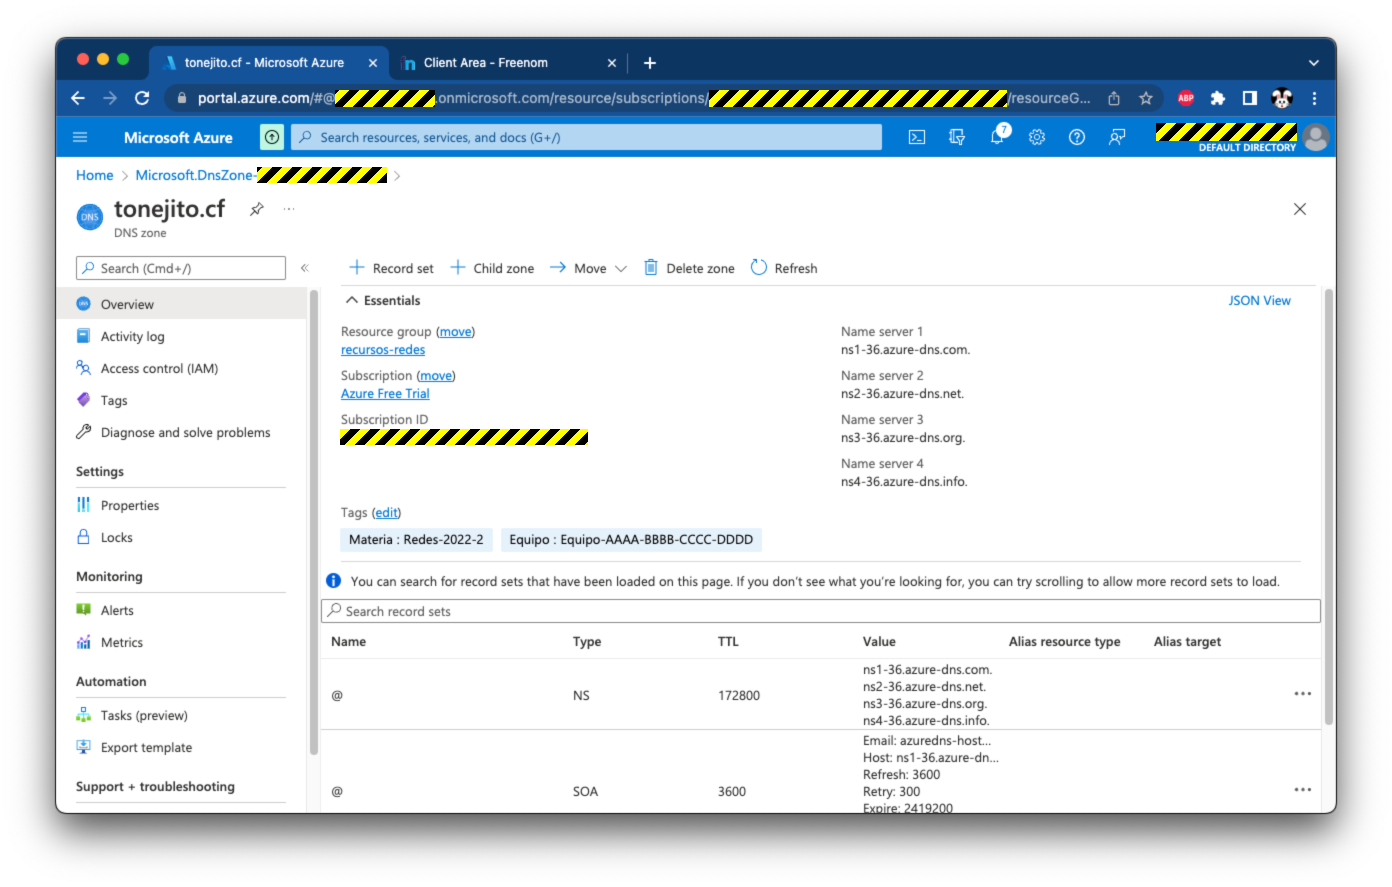 tonejito.cf - Microsoft Azure
Client Area - Freenom
portal.azure.com/#@
.onmicrosoft.com/resource/subscriptions/
/resourceG...
ABP
Microsoft Azure
Search resources, services, and docs (G+/)
7
DEFAULT DIRECTORY
Home > Microsoft.DnsZone- >
DNS
tonejito.cf
DNS zone
Search (Cmd+/)
Overview
Activity log
Access control (IAM)
Tags
Diagnose and solve problems
Settings
Properties
Locks
Monitoring
Alerts
Metrics
Automation
Tasks (preview)
Export template
Support + troubleshooting
Record set
Child zone
Move
Delete zone
Refresh
Essentials
JSON View
Resource group (move)
recursos-redes
Subscription (move)
Azure Free Trial
Subscription ID
Name server 1
ns1-36.azure-dns.com.
Name server 2
ns2-36.azure-dns.net.
Name server 3
ns3-36.azure-dns.org.
Name server 4
ns4-36.azure-dns.info.
Tags (edit)
Materia : Redes-2022-2
Equipo : Equipo-AAAA-BBBB-CCCC-DDDD
You can search for record sets that have been loaded on this page. If you don't see what you're looking for, you can try scrolling to allow more record sets to load.
Search record sets
Name Type TTL Value Alias resource type Alias target
@ NS 172800
ns1-36.azure-dns.com.
ns2-36.azure-dns.net.
ns3-36.azure-dns.org.
ns4-36.azure-dns.info.
@ SOA 3600
Email: azuredns-host...
Host: ns1-36.azure-dn...
Refresh: 3600
Retry: 300
Expire: 2419200